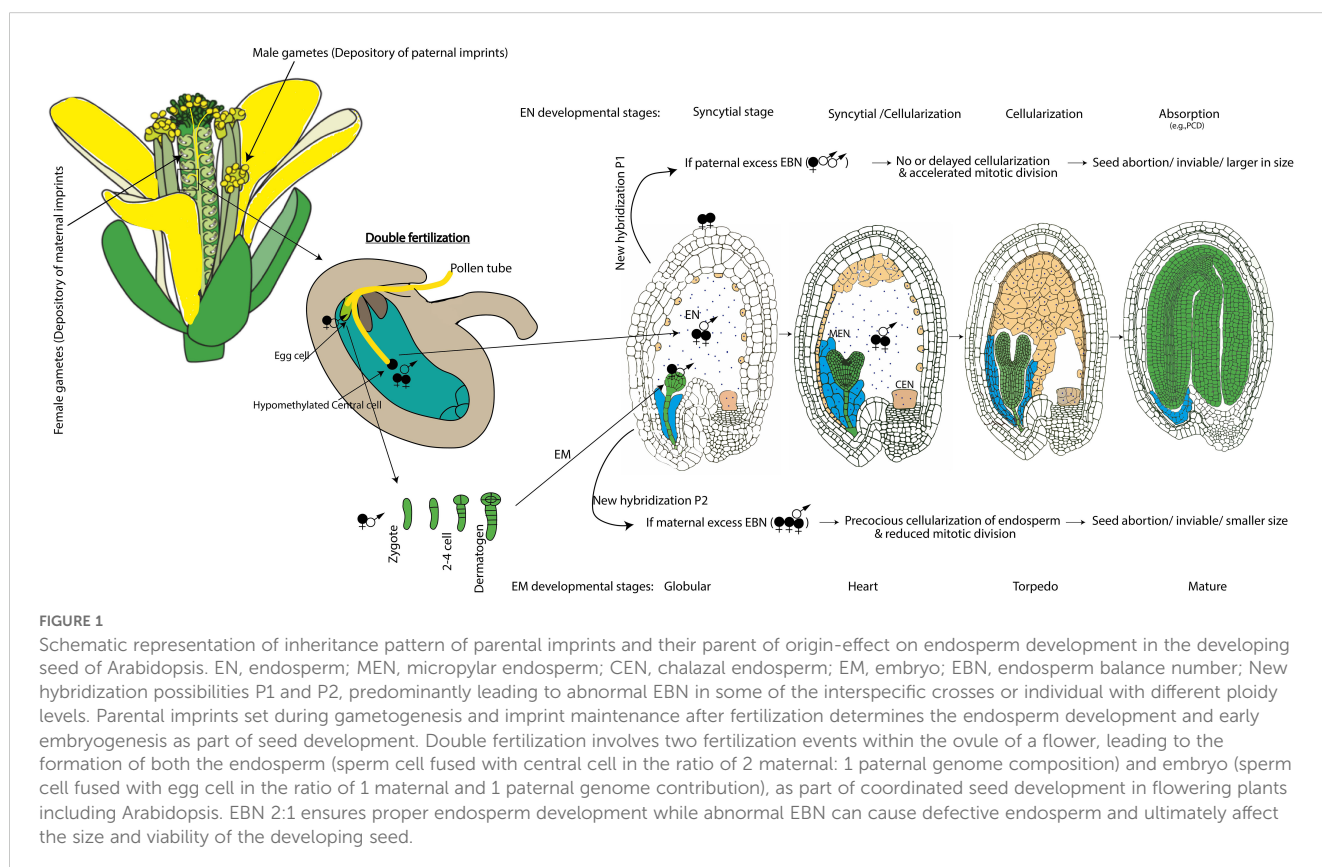 Male gametes (Depository of paternal imprints)
Female gametes (Depository of maternal imprints
EN developmental stages:
Syncytial stage
Syncytial /Cellularization
Cellularization
Absorption
(e.g.,PCD)
New hybridization P1
If paternal excess EBN (
)
No or delayed cellularization
& accelerated mitotic division
Seed abortion/ inviable/ larger in size
Double fertilization
Pollen tube
Egg cell
Hypomethylated Central cell
EN
MEN
CEN
EM
Zygote
2-4 cell
Dermatogen
New hybridization P2
If maternal excess EBN (
)
Precocious cellularization of endosperm
& reduced mitotic division
Seed abortion/ inviable/ smaller size
EM developmental stages:
Globular
Heart
Torpedo
Mature
FIGURE 1
Schematic representation of inheritance pattern of parental imprints and their parent of origin-effect on endosperm development in the developing
seed of Arabidopsis. EN, endosperm; MEN, micropylar endosperm; CEN, chalazal endosperm; EM, embryo; EBN, endosperm balance number; New
hybridization possibilities P1 and P2, predominantly leading to abnormal EBN in some of the interspecific crosses or individual with different ploidy
levels. Parental imprints set during gametogenesis and imprint maintenance after fertilization determines the endosperm development and early
embryogenesis as part of seed development. Double fertilization involves two fertilization events within the ovule of a flower, leading to the
formation of both the endosperm (sperm cell fused with central cell in the ratio of 2 maternal: 1 paternal genome composition) and embryo (sperm
cell fused with egg cell in the ratio of 1 maternal and 1 paternal genome contribution), as part of coordinated seed development in flowering plants
including Arabidopsis. EBN 2:1 ensures proper endosperm development while abnormal EBN can cause defective endosperm and ultimately affect
the size and viability of the developing seed.